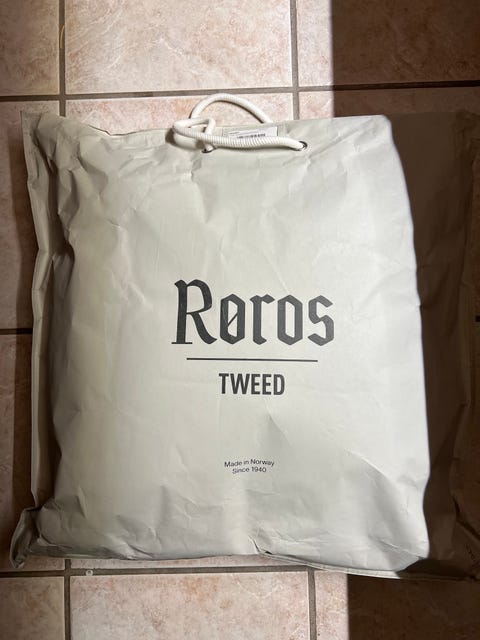 Røros
TWEED
Made in Norway
Since 1940